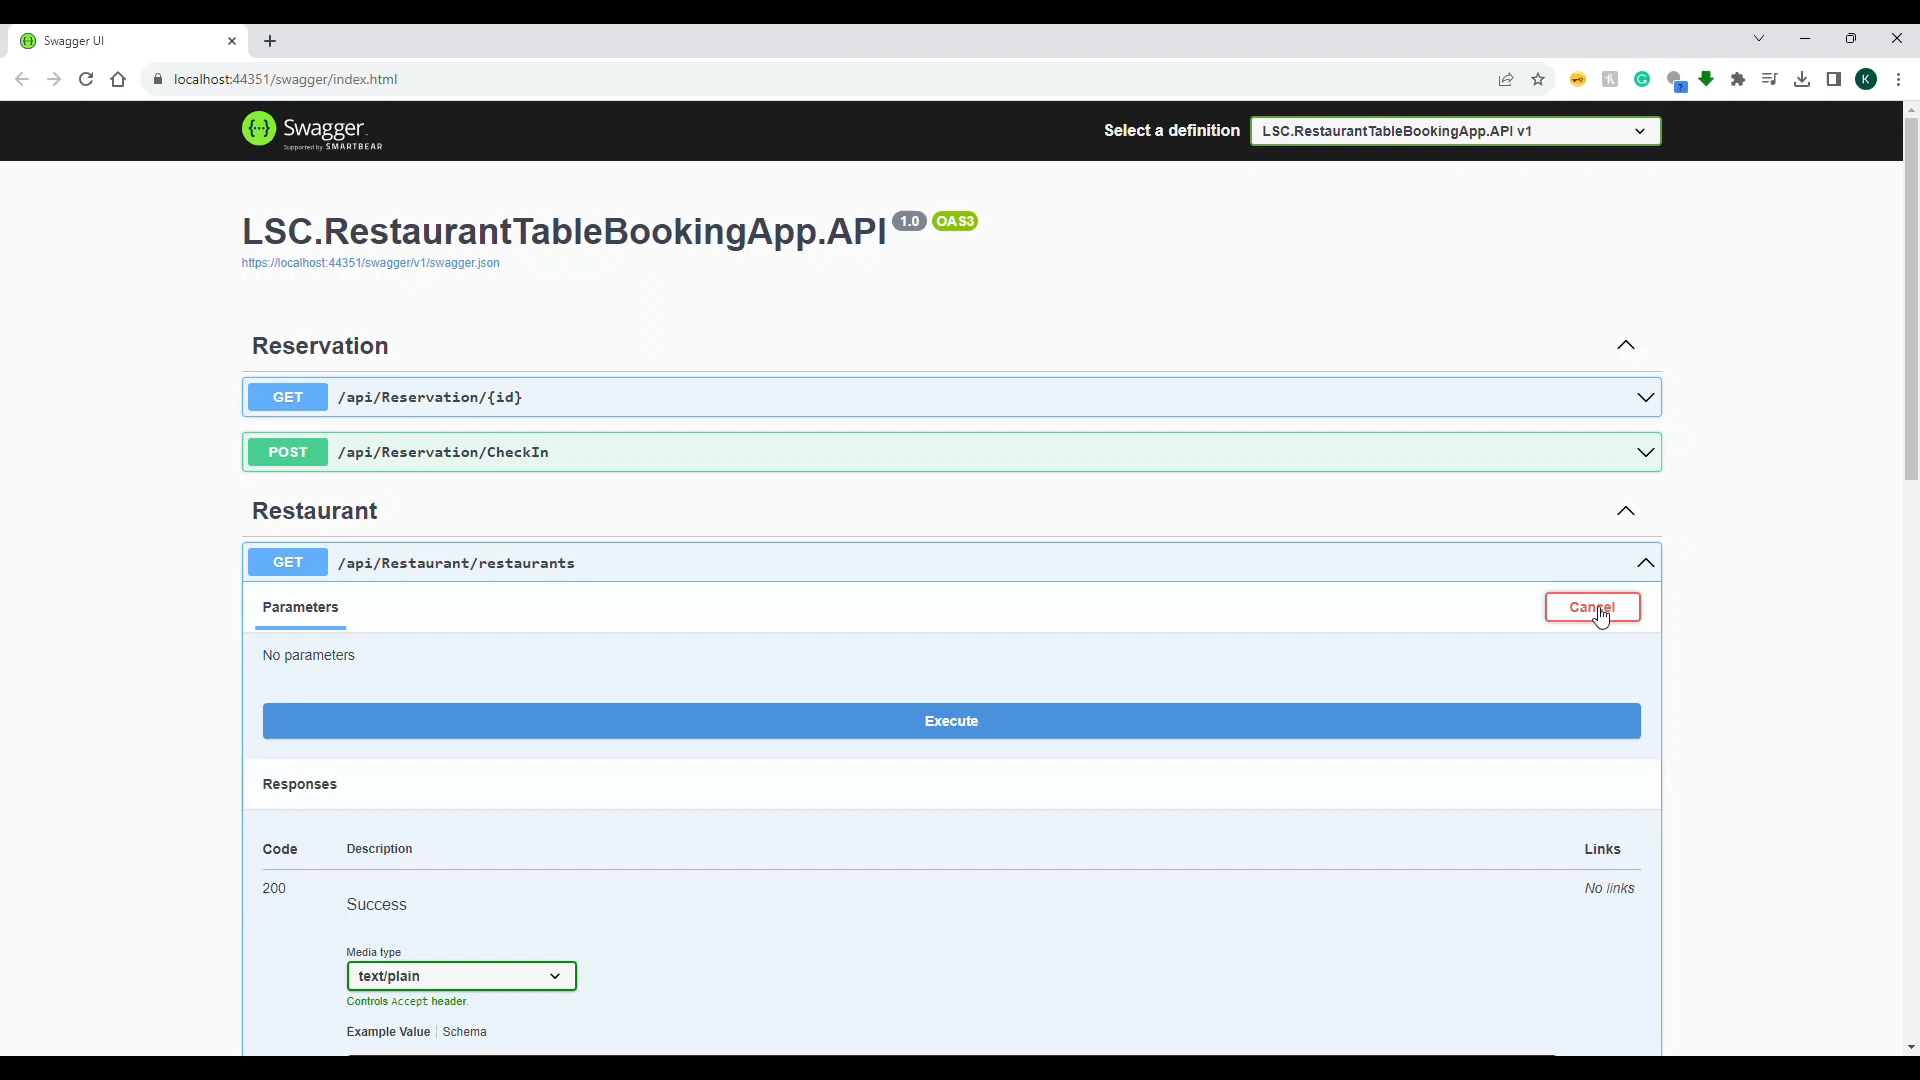 Swagger UI
localhost:44351/swagger/index.html
K
Swagger
Supported by SMARTBEAR
Select a definition
LSC.RestaurantTableBookingApp.API v1
LSC.RestaurantTableBookingApp.API 1.0 OAS3
https://localhost:44351/swagger/v1/swagger.json
Reservation
GET /api/Reservation/{id}
POST /api/Reservation/CheckIn
Restaurant
GET /api/Restaurant/restaurants
Parameters
Cancel
No parameters
Execute
Responses
Code Description Links
200 No links
Success
Media type
text/plain
Controls Accept header.
Example Value Schema